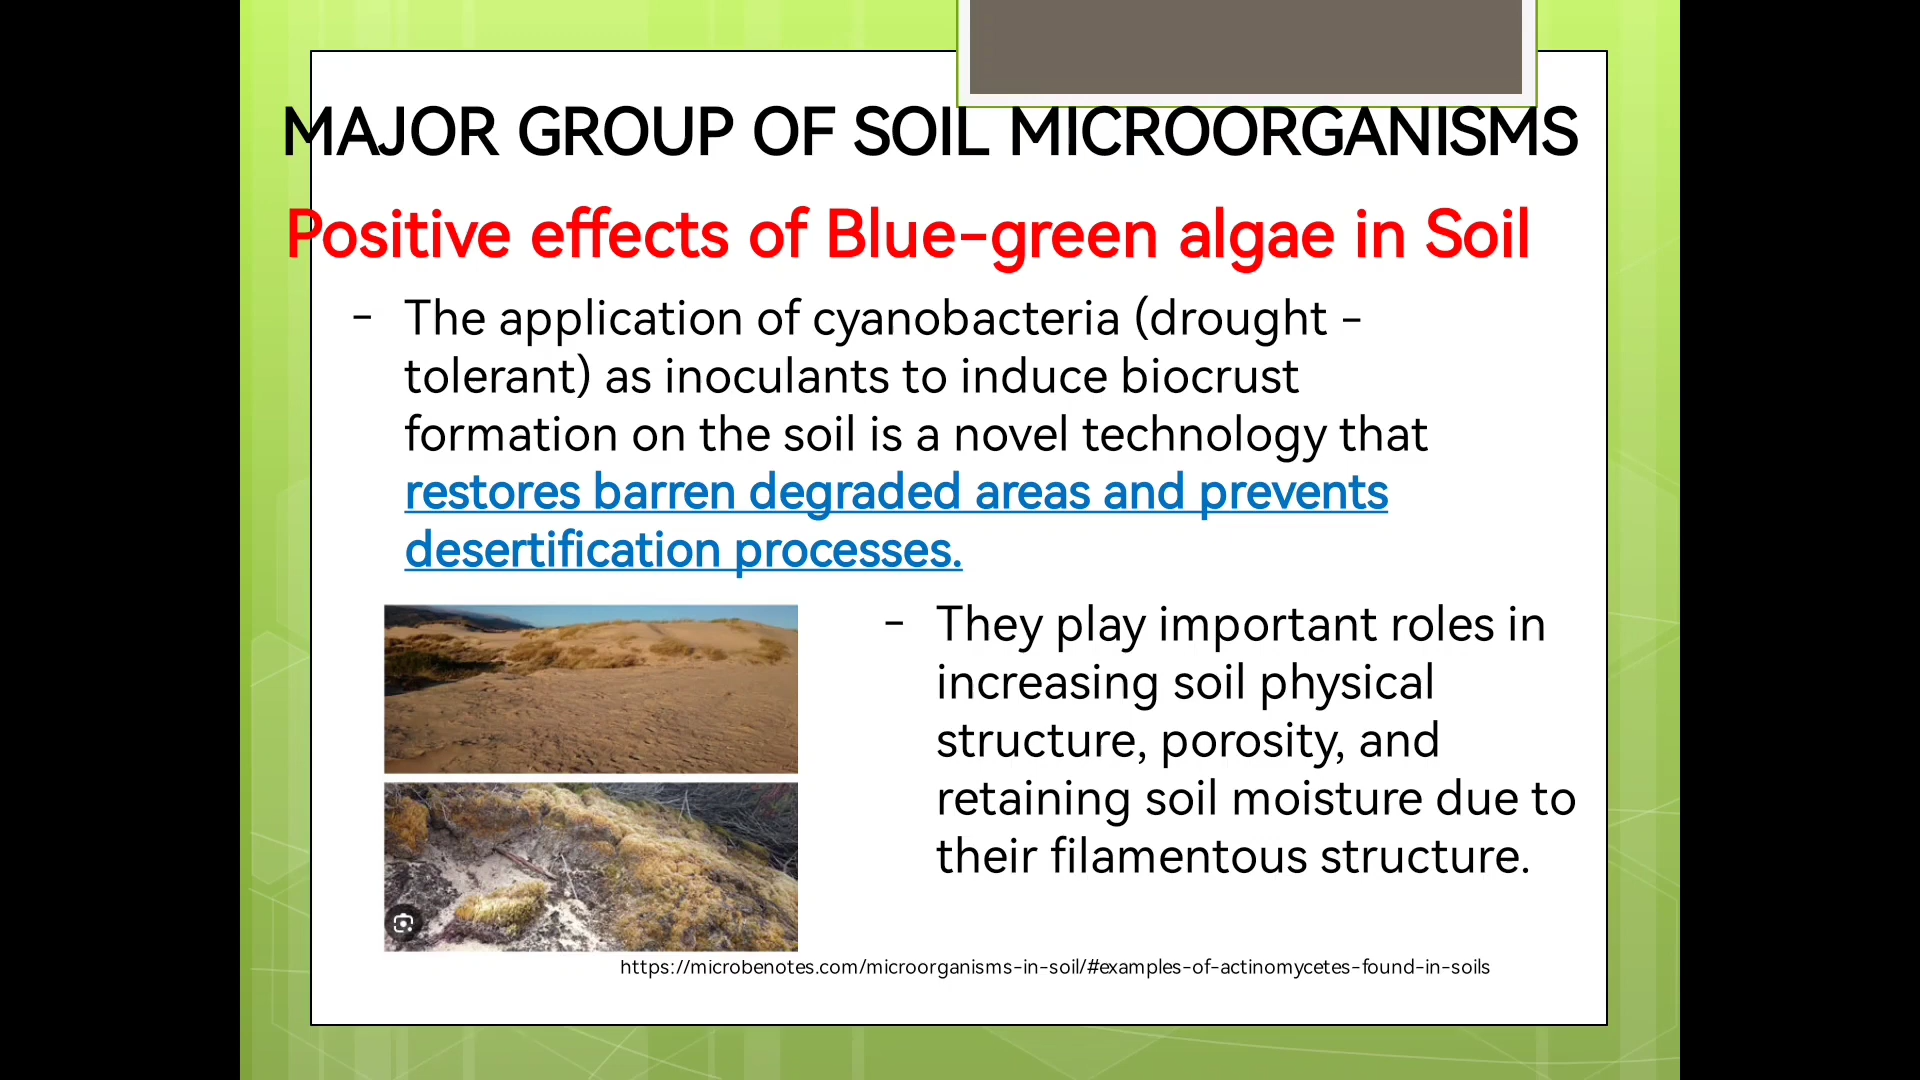 MAJOR GROUP OF SOIL MICROORGANISMS
Positive effects of Blue-green algae in Soil
- The application of cyanobacteria (drought -
tolerant) as inoculants to induce biocrust
formation on the soil is a novel technology that
restores barren degraded areas and prevents
desertification processes.
- They play important roles in
increasing soil physical
structure, porosity, and
retaining soil moisture due to
their filamentous structure.
https://microbenotes.com/microorganisms-in-soil/#examples-of-actinomycetes-found-in-soils